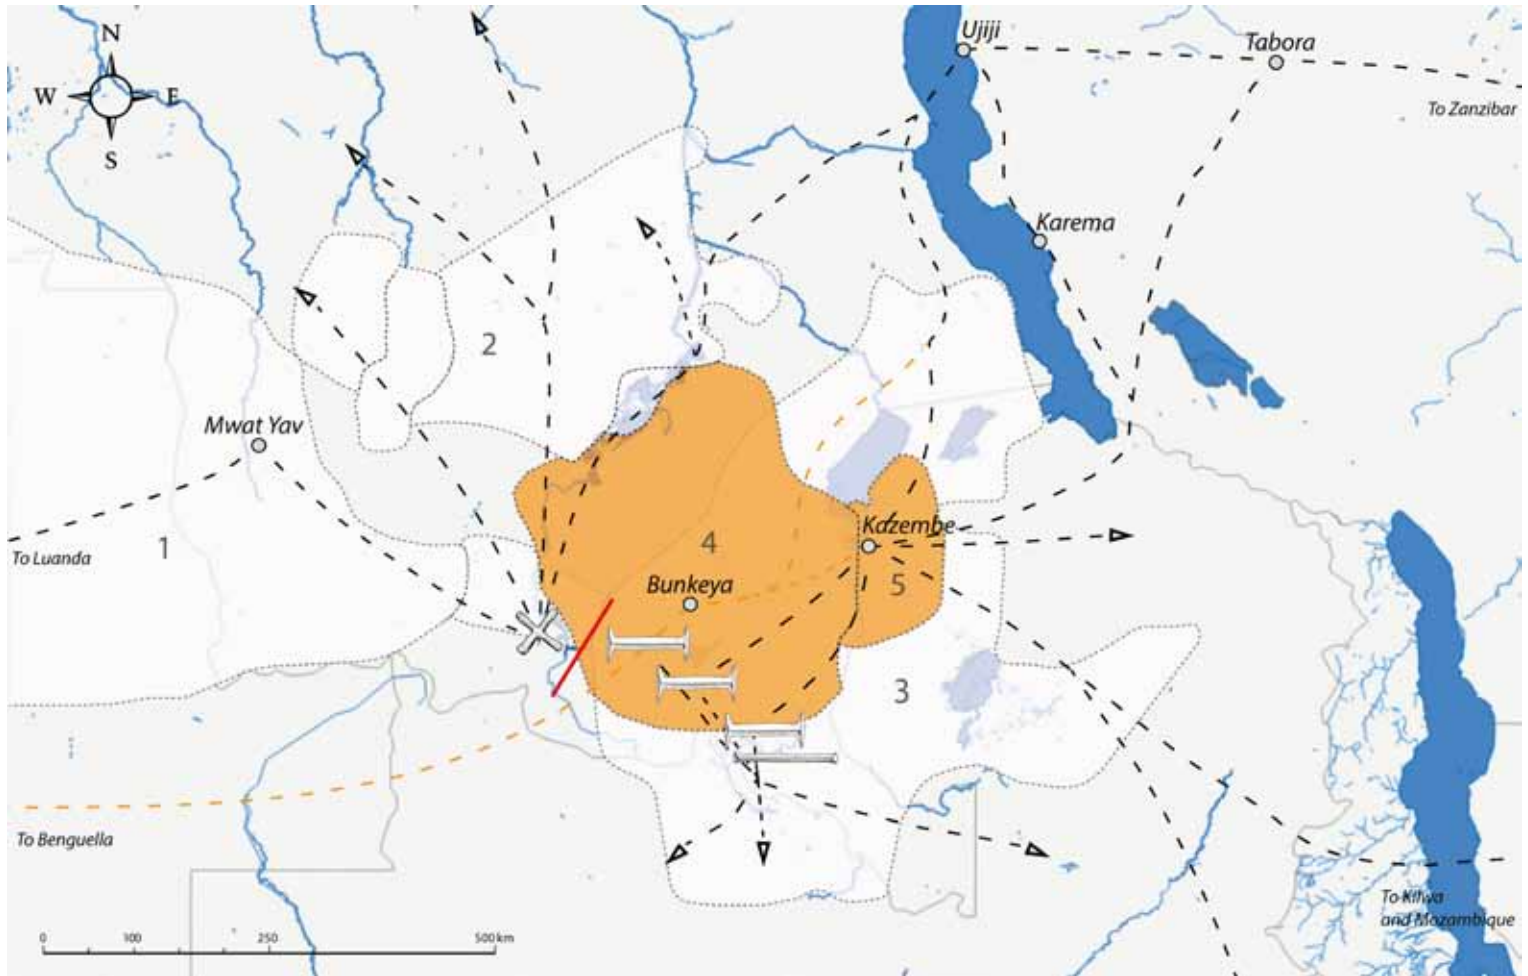 N
W E
S
Ujiji
Tabora
To Zanzibar
Karema
2
Mwat Yav
Kazembe
To Luanda
1
4
Bunkeya
5
3
To Benguella
To Kilwa
and Mozambique
0 100 250 500 km